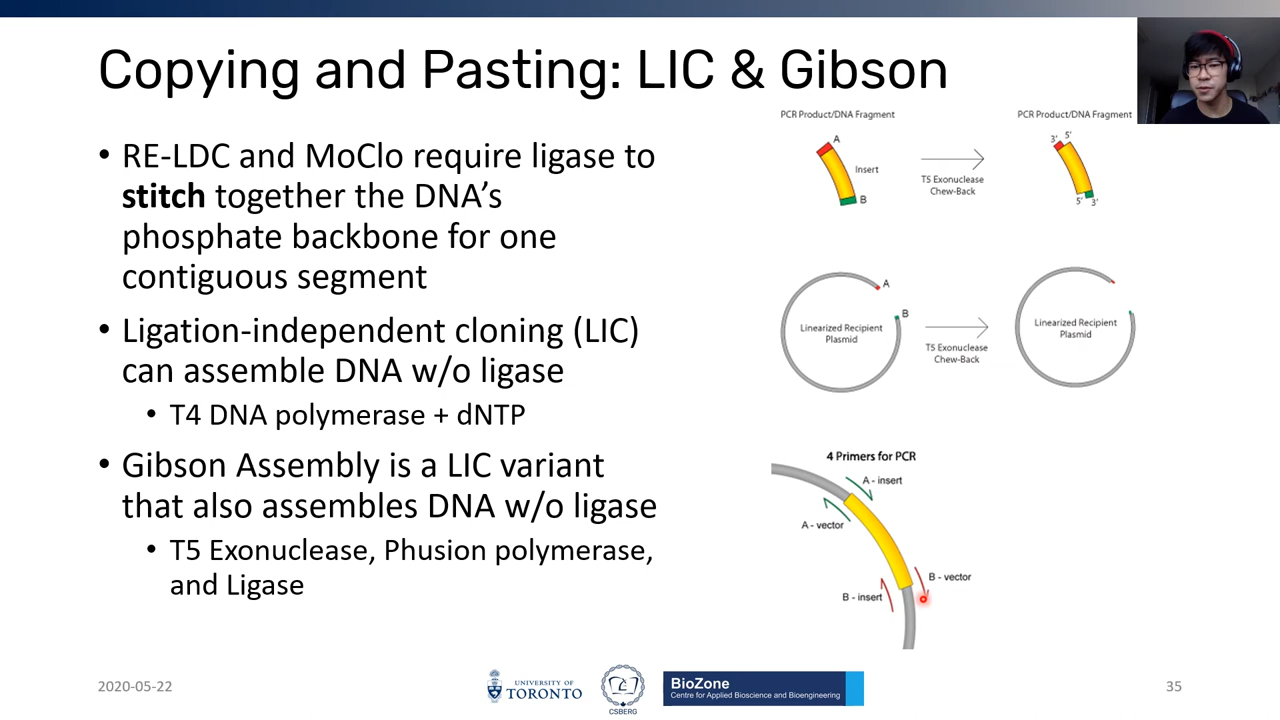 Copying and Pasting: LIC & Gibson
• RE-LDC and MoClo require ligase to
stitch together the DNA's
phosphate backbone for one
contiguous segment
• Ligation-independent cloning (LIC)
can assemble DNA w/o ligase
• T4 DNA polymerase + dNTP
• Gibson Assembly is a LIC variant
that also assembles DNA w/o ligase
• T5 Exonuclease, Phusion polymerase,
and Ligase
PCR Product/DNA Fragment
A
Insert
B
T5 Exonuclease
Chew-Back
PCR Product/DNA Fragment
3' 5'
5' 3'
A
B
Linearized Recipient
Plasmid
T5 Exonuclease
Chew-Back
Linearized Recipient
Plasmid
4 Primers for PCR
A - insert
A - vector
B - vector
B - insert
2020-05-22
UNIVERSITY OF
TORONTO
CSBERG
BioZone
Centre for Applied Bioscience and Bioengineering
35